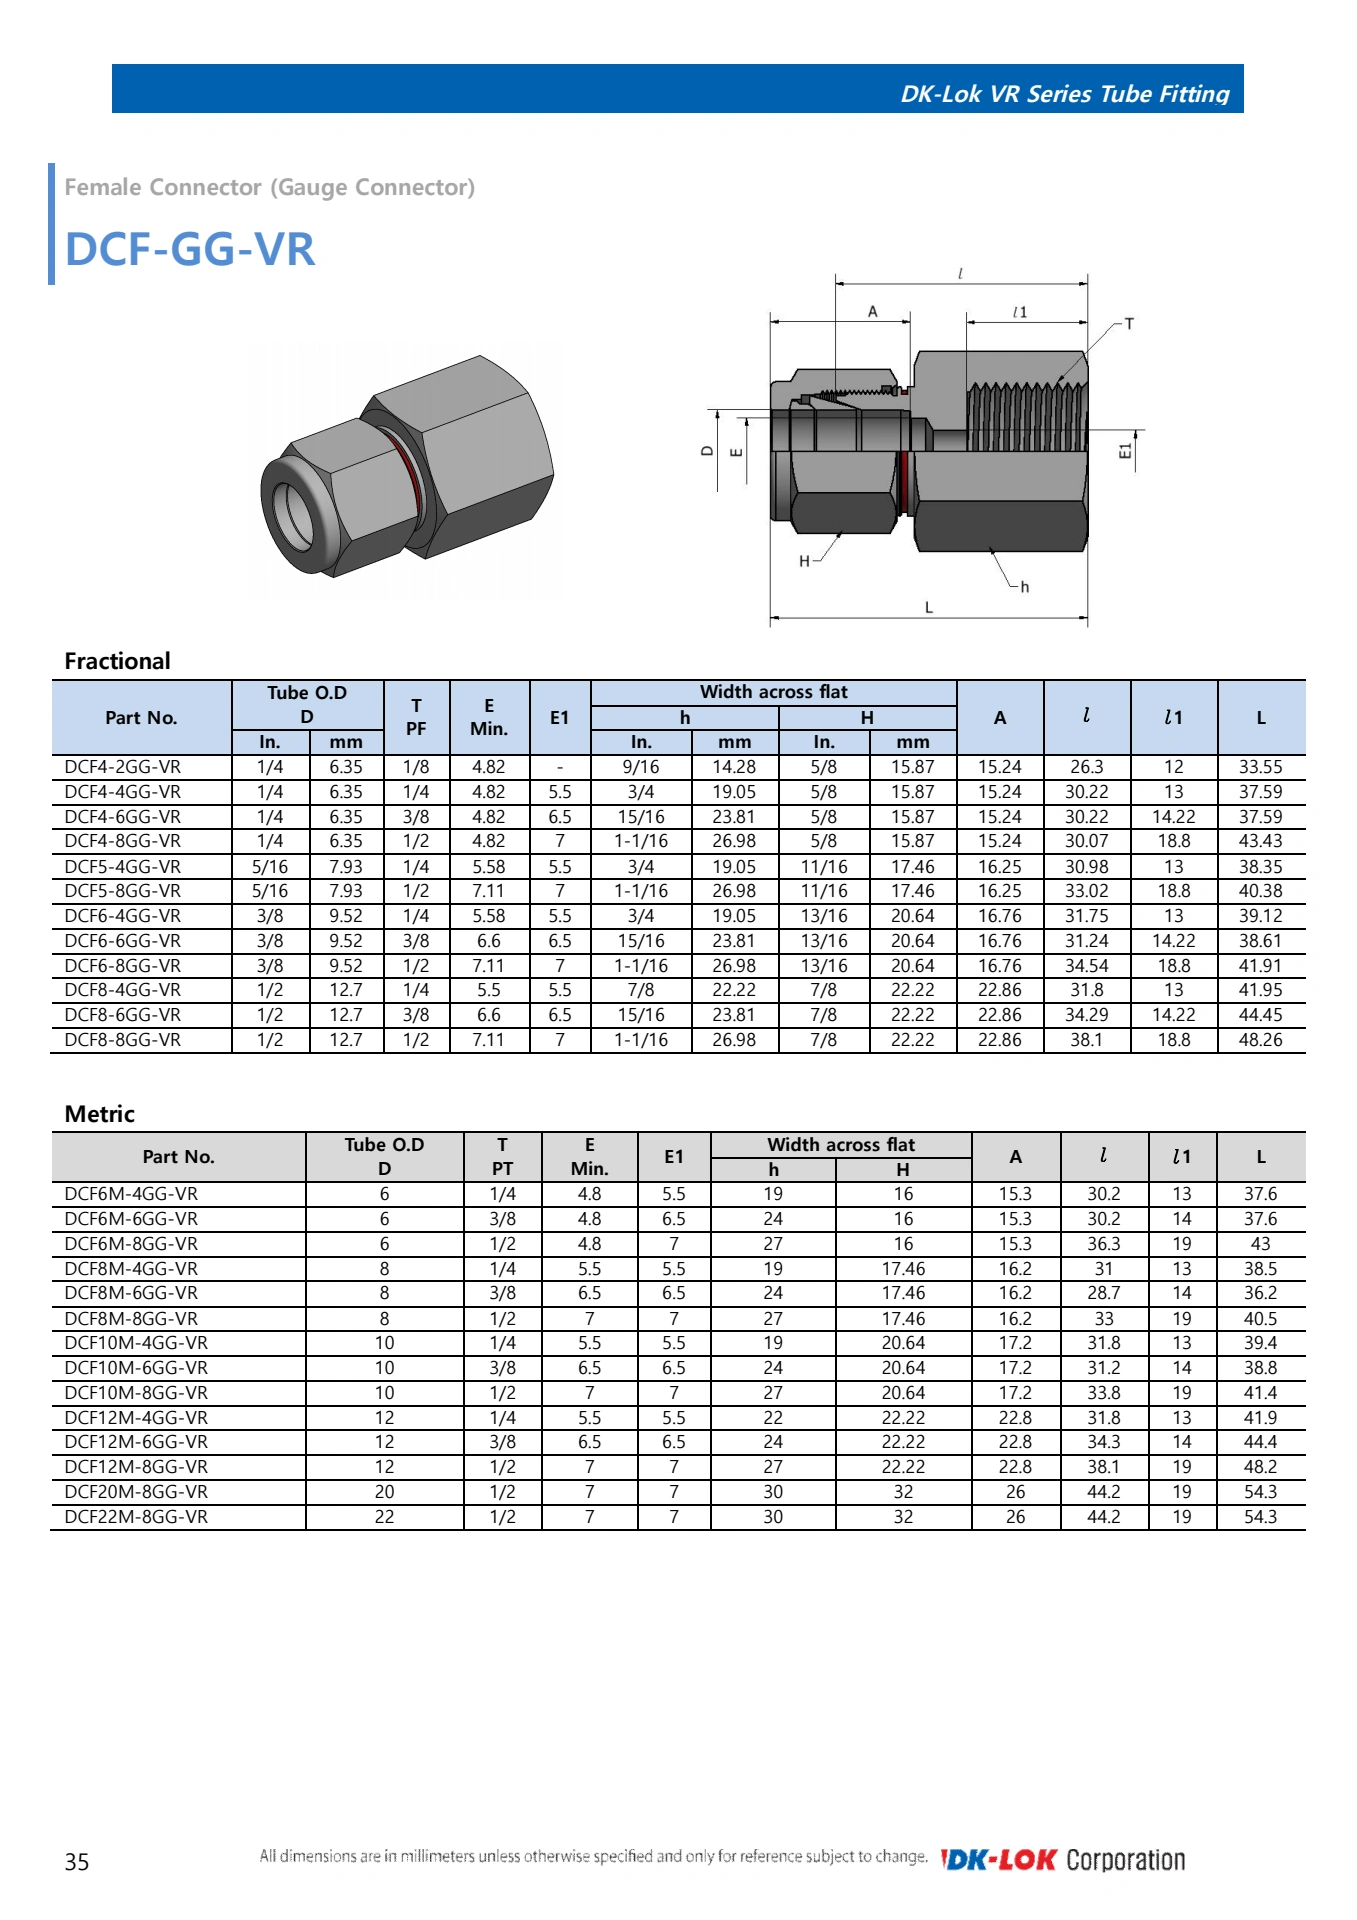 DK-Lok VR Series Tube Fitting
Female Connector (Gauge Connector)
DCF-GG-VR
l
A
l1
T
D
E
E1
H
h
L
Fractional
Part No. Tube O.D D T PF E Min. E1 Width across flat A l l1 L
h H
In. mm In. mm In. mm
DCF4-2GG-VR 1/4 6.35 1/8 4.82 - 9/16 14.28 5/8 15.87 15.24 26.3 12 33.55
DCF4-4GG-VR 1/4 6.35 1/4 4.82 5.5 3/4 19.05 5/8 15.87 15.24 30.22 13 37.59
DCF4-6GG-VR 1/4 6.35 3/8 4.82 6.5 15/16 23.81 5/8 15.87 15.24 30.22 14.22 37.59
DCF4-8GG-VR 1/4 6.35 1/2 4.82 7 1-1/16 26.98 5/8 15.87 15.24 30.07 18.8 43.43
DCF5-4GG-VR 5/16 7.93 1/4 5.58 5.5 3/4 19.05 11/16 17.46 16.25 30.98 13 38.35
DCF5-8GG-VR 5/16 7.93 1/2 7.11 7 1-1/16 26.98 11/16 17.46 16.25 33.02 18.8 40.38
DCF6-4GG-VR 3/8 9.52 1/4 5.58 5.5 3/4 19.05 13/16 20.64 16.76 31.75 13 39.12
DCF6-6GG-VR 3/8 9.52 3/8 6.6 6.5 15/16 23.81 13/16 20.64 16.76 31.24 14.22 38.61
DCF6-8GG-VR 3/8 9.52 1/2 7.11 7 1-1/16 26.98 13/16 20.64 16.76 34.54 18.8 41.91
DCF8-4GG-VR 1/2 12.7 1/4 5.5 5.5 7/8 22.22 7/8 22.22 22.86 31.8 13 41.95
DCF8-6GG-VR 1/2 12.7 3/8 6.6 6.5 15/16 23.81 7/8 22.22 22.86 34.29 14.22 44.45
DCF8-8GG-VR 1/2 12.7 1/2 7.11 7 1-1/16 26.98 7/8 22.22 22.86 38.1 18.8 48.26
Metric
Part No. Tube O.D D T PT E Min. E1 Width across flat A l l1 L
h H
DCF6M-4GG-VR 6 1/4 4.8 5.5 19 16 15.3 30.2 13 37.6
DCF6M-6GG-VR 6 3/8 4.8 6.5 24 16 15.3 30.2 14 37.6
DCF6M-8GG-VR 6 1/2 4.8 7 27 16 15.3 36.3 19 43
DCF8M-4GG-VR 8 1/4 5.5 5.5 19 17.46 16.2 31 13 38.5
DCF8M-6GG-VR 8 3/8 6.5 6.5 24 17.46 16.2 28.7 14 36.2
DCF8M-8GG-VR 8 1/2 7 7 27 17.46 16.2 33 19 40.5
DCF10M-4GG-VR 10 1/4 5.5 5.5 19 20.64 17.2 31.8 13 39.4
DCF10M-6GG-VR 10 3/8 6.5 6.5 24 20.64 17.2 31.2 14 38.8
DCF10M-8GG-VR 10 1/2 7 7 27 20.64 17.2 33.8 19 41.4
DCF12M-4GG-VR 12 1/4 5.5 5.5 22 22.22 22.8 31.8 13 41.9
DCF12M-6GG-VR 12 3/8 6.5 6.5 24 22.22 22.8 34.3 14 44.4
DCF12M-8GG-VR 12 1/2 7 7 27 22.22 22.8 38.1 19 48.2
DCF20M-8GG-VR 20 1/2 7 7 30 32 26 44.2 19 54.3
DCF22M-8GG-VR 22 1/2 7 7 30 32 26 44.2 19 54.3
35 All dimensions are in millimeters unless otherwise specified and only for reference subject to change. DK-LOK Corporation